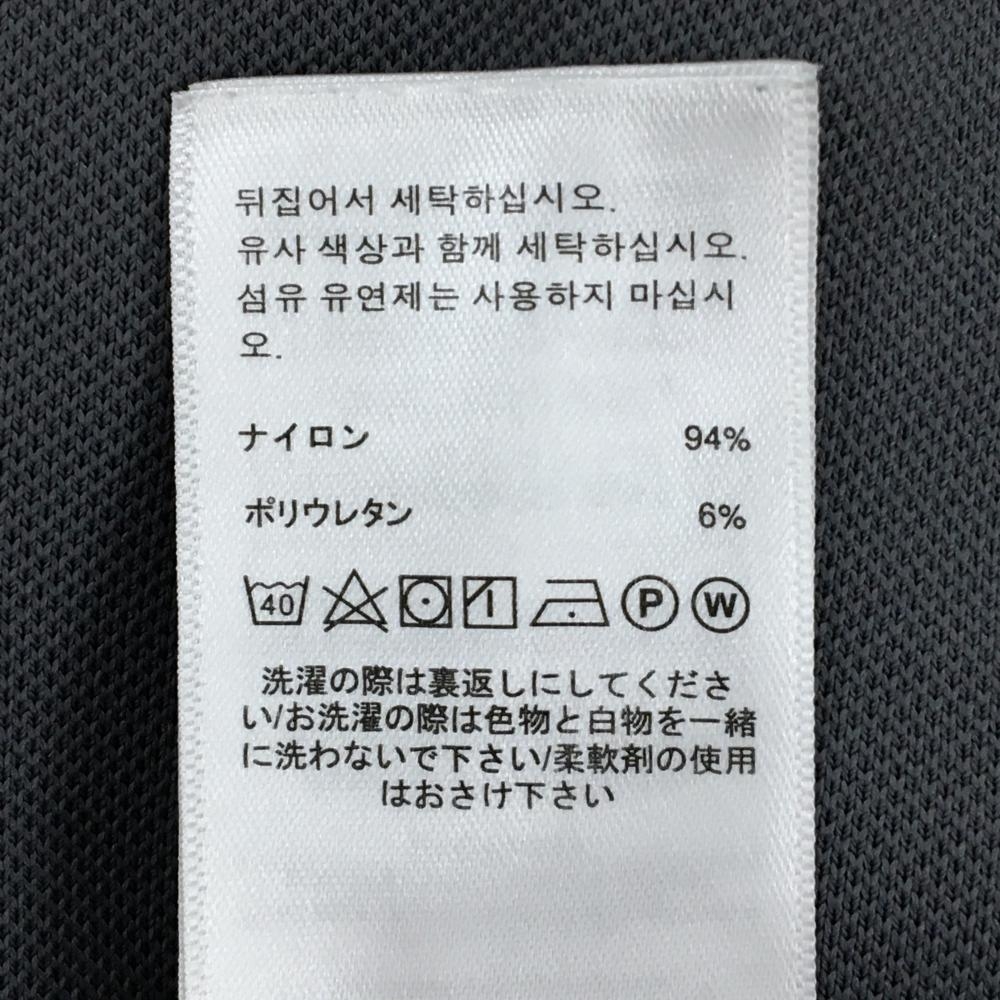 뒤집어서 세탁하십시오.
유사 색상과 함께 세탁하십시오.
섬유 유연제는 사용하지 마십시
오.
ナイロン 94%
ポリウレタン 6%
40 P W
洗濯の際は裏返しにしてくださ
い/お洗濯の際は色物と白物を一緒
に洗わないで下さい/柔軟剤の使用
はおさけ下さい